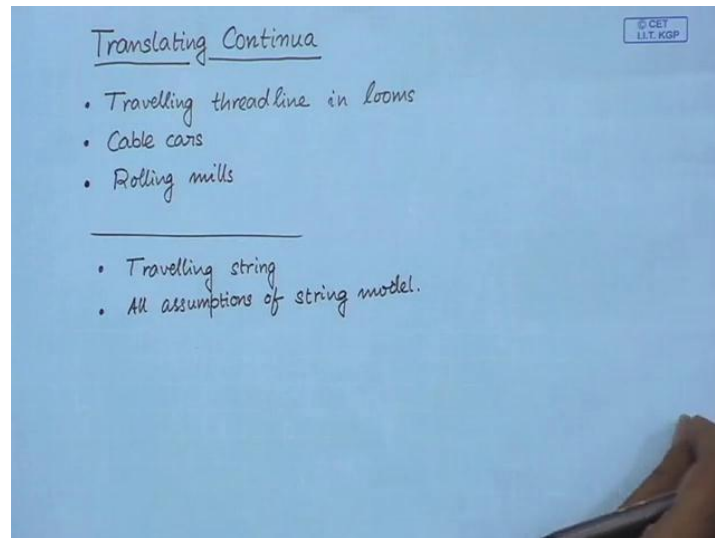 Translating Continua
© CET
I.I.T. KGP
• Travelling threadline in looms
• Cable cars
• Rolling mills
• Travelling string
• All assumptions of string model.